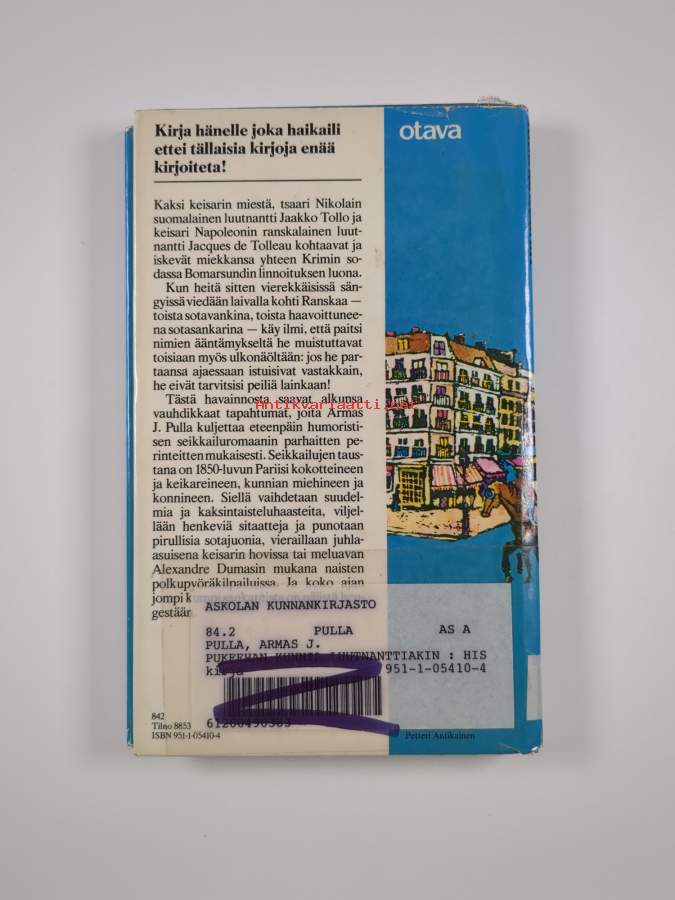 Kirja hänelle joka haikaili
ettei tällaisia kirjoja enää
kirjoiteta!
otava
Kaksi keisarin miestä, tsaari Nikolain
suomalainen luutnantti Jaakko Tollo ja
keisari Napoleonin ranskalainen luut-
nantti Jacques de Tolleau kohtaavat ja
iskevät miekkansa yhteen Krimin so-
dassa Bomarsundin linnoituksen luona.
Kun heitä sitten vierekkäisissä sän-
gyissä viedään laivalla kohti Ranskaa —
toista sotavankina, toista haavoittunee-
na sotasankarina — käy ilmi, että paitsi
nimien ääntämykseltä he muistuttavat
toisiaan myös ulkonäöltään: jos he par-
taansa ajaessaan istuisivat vastakkain,
he eivät tarvitsisi peiliä lainkaan!
Tästä havainnosta saavat alkunsa
Antikvariaatti.net
vauhdikkaat tapahtumat, joita Armas
J. Pulla kuljettaa eteenpäin humoristi-
sen seikkailuromaanin parhaitten pe-
rinteitten mukaisesti. Seikkailujen taus-
tana on 1850-luvun Pariisi kokotteineen
ja keikareineen, kunnian miehineen ja
konnineen. Siellä vaihdetaan suudel-
mia ja kaksintaisteluhaasteita, viljel-
lään henkeviä sitaatteja ja punotaan
pirullisia sotajuonia, vieraillaan juhla-
asuisena keisarin hovissa tai meluavan
Alexandre Dumasin mukana naisten
polkupyöräkilpailuissa. Ja koko ajan
jompi
ASKOLAN KUNNANKIRJASTO
84.2 PULLA AS A
PULLA, ARMAS J.
PUKEEHAN KUNNIA LUUTNANTTIAKIN : HIS
kirja 951-1-05410-4
61200490383
842
Tilno 8853
ISBN 951-1-05410-4
Petteri Antikainen